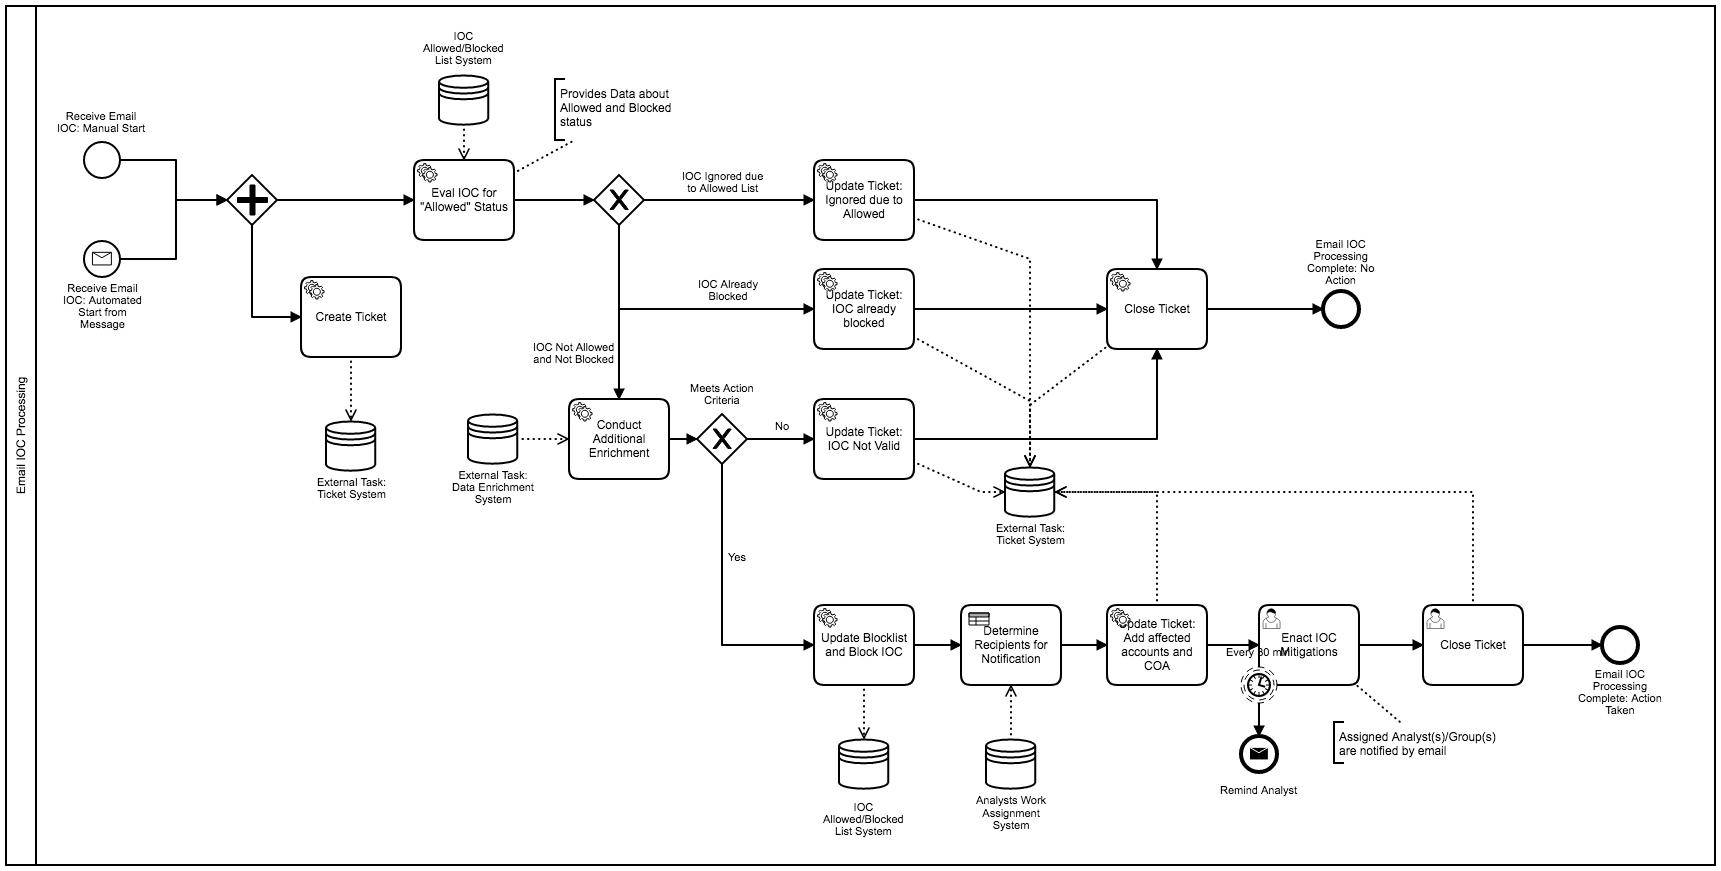 Email IOC Processing
IOC
Allowed/Blocked
List System
Provides Data about
Allowed and Blocked
status
Receive Email
IOC: Manual Start
Receive Email
IOC: Automated
Start from
Message
Eval IOC for
"Allowed" Status
IOC Ignored due
to Allowed List
Update Ticket:
Ignored due to
Allowed
Create Ticket
External Task:
Ticket System
IOC Already
Blocked
Update Ticket:
IOC already
blocked
Close Ticket
Email IOC
Processing
Complete: No
Action
IOC Not Allowed
and Not Blocked
Meets Action
Criteria
External Task:
Data Enrichment
System
Conduct
Additional
Enrichment
No
Update Ticket:
IOC Not Valid
External Task:
Ticket System
Yes
Update Blocklist
and Block IOC
Determine
Recipients for
Notification
Update Ticket:
Add affected
accounts and
COA
Every 30 min
Enact IOC
Mitigations
Close Ticket
Email IOC
Processing
Complete: Action
Taken
Assigned Analyst(s)/Group(s)
are notified by email
Remind Analyst
IOC
Allowed/Blocked
List System
Analysts Work
Assignment
System